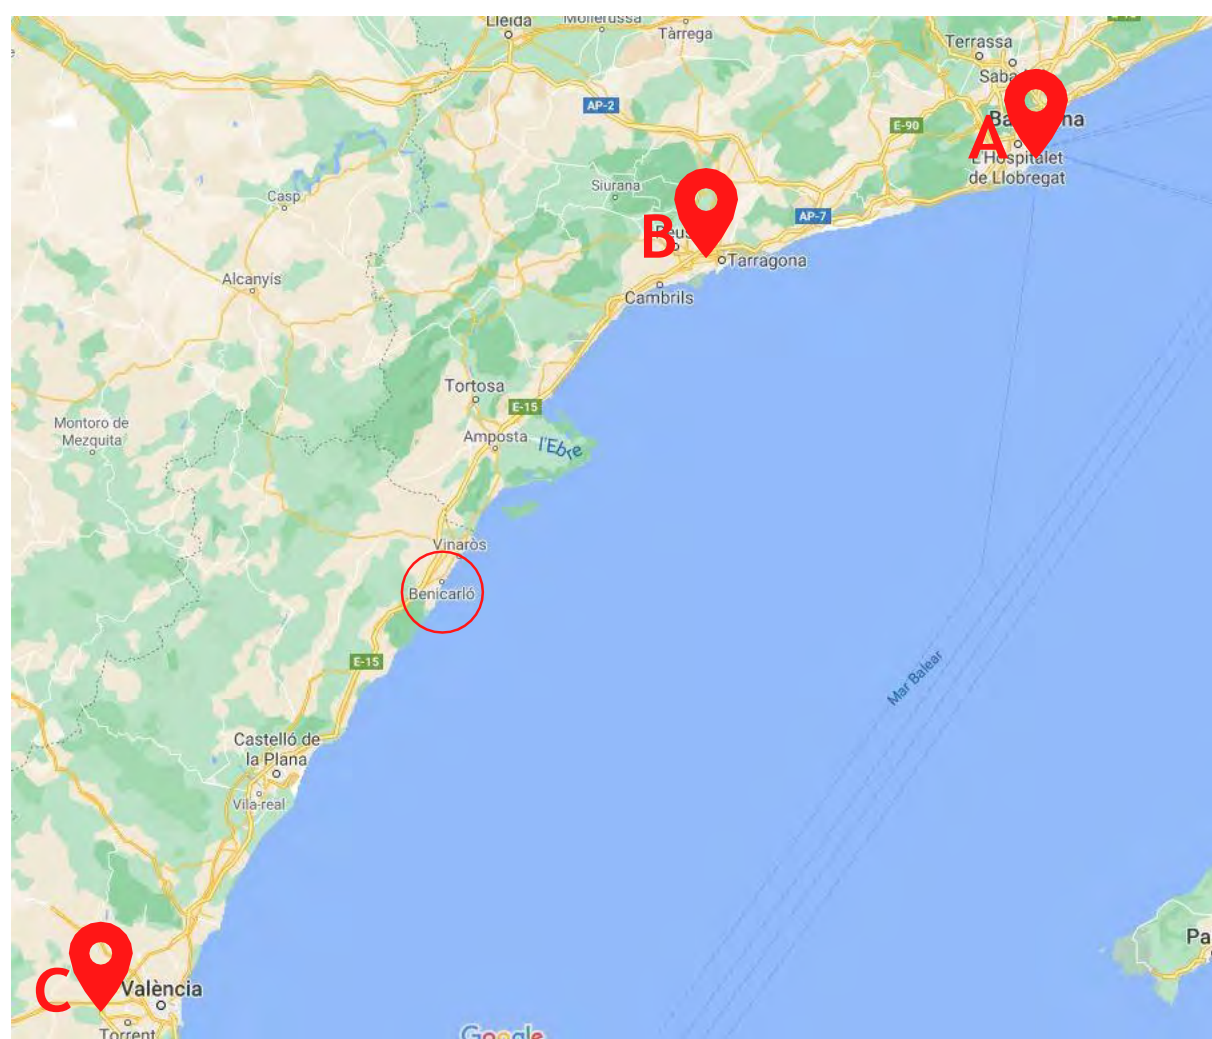 Lleida
Mollerussa
Tàrrega
Terrassa
AP-2
E-90
A
L'Hospitalet
de Llobregat
Siurana
Casp
AP-7
B
Tarragona
Alcanyís
Cambrils
Tortosa
E-15
Montoro de
Mezquita
Amposta
l'Ebre
Vinaròs
Benicarló
E-15
Mar Balear
Castelló de
la Plana
Vila-real
Pa
C
València
Torrent
Google